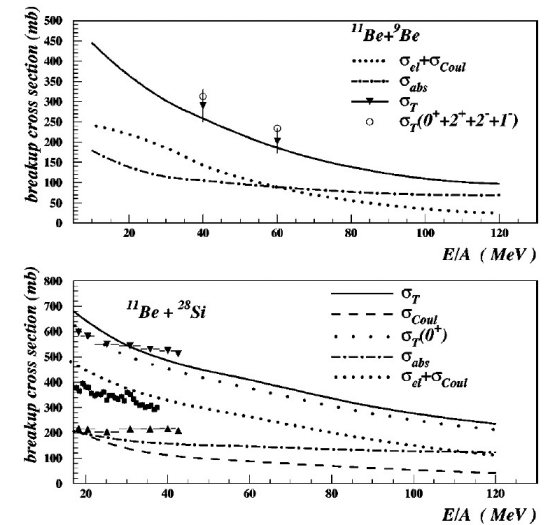 breakup cross section (mb)
500
450
400
350
300
250
200
150
100
50
0
¹¹Be+⁹Be
σel+σCoul
σabs
σT
σT(0⁺+2⁺+2⁻+1⁻)
20 40 60 80 100 120
E/A ( MeV)
breakup cross section (mb)
800
700
600
500
400
300
200
100
0
¹¹Be + ²⁸Si
σT
σCoul
σT(0⁺)
σabs
σel+σCoul
20 40 60 80 100 120
E/A ( MeV)